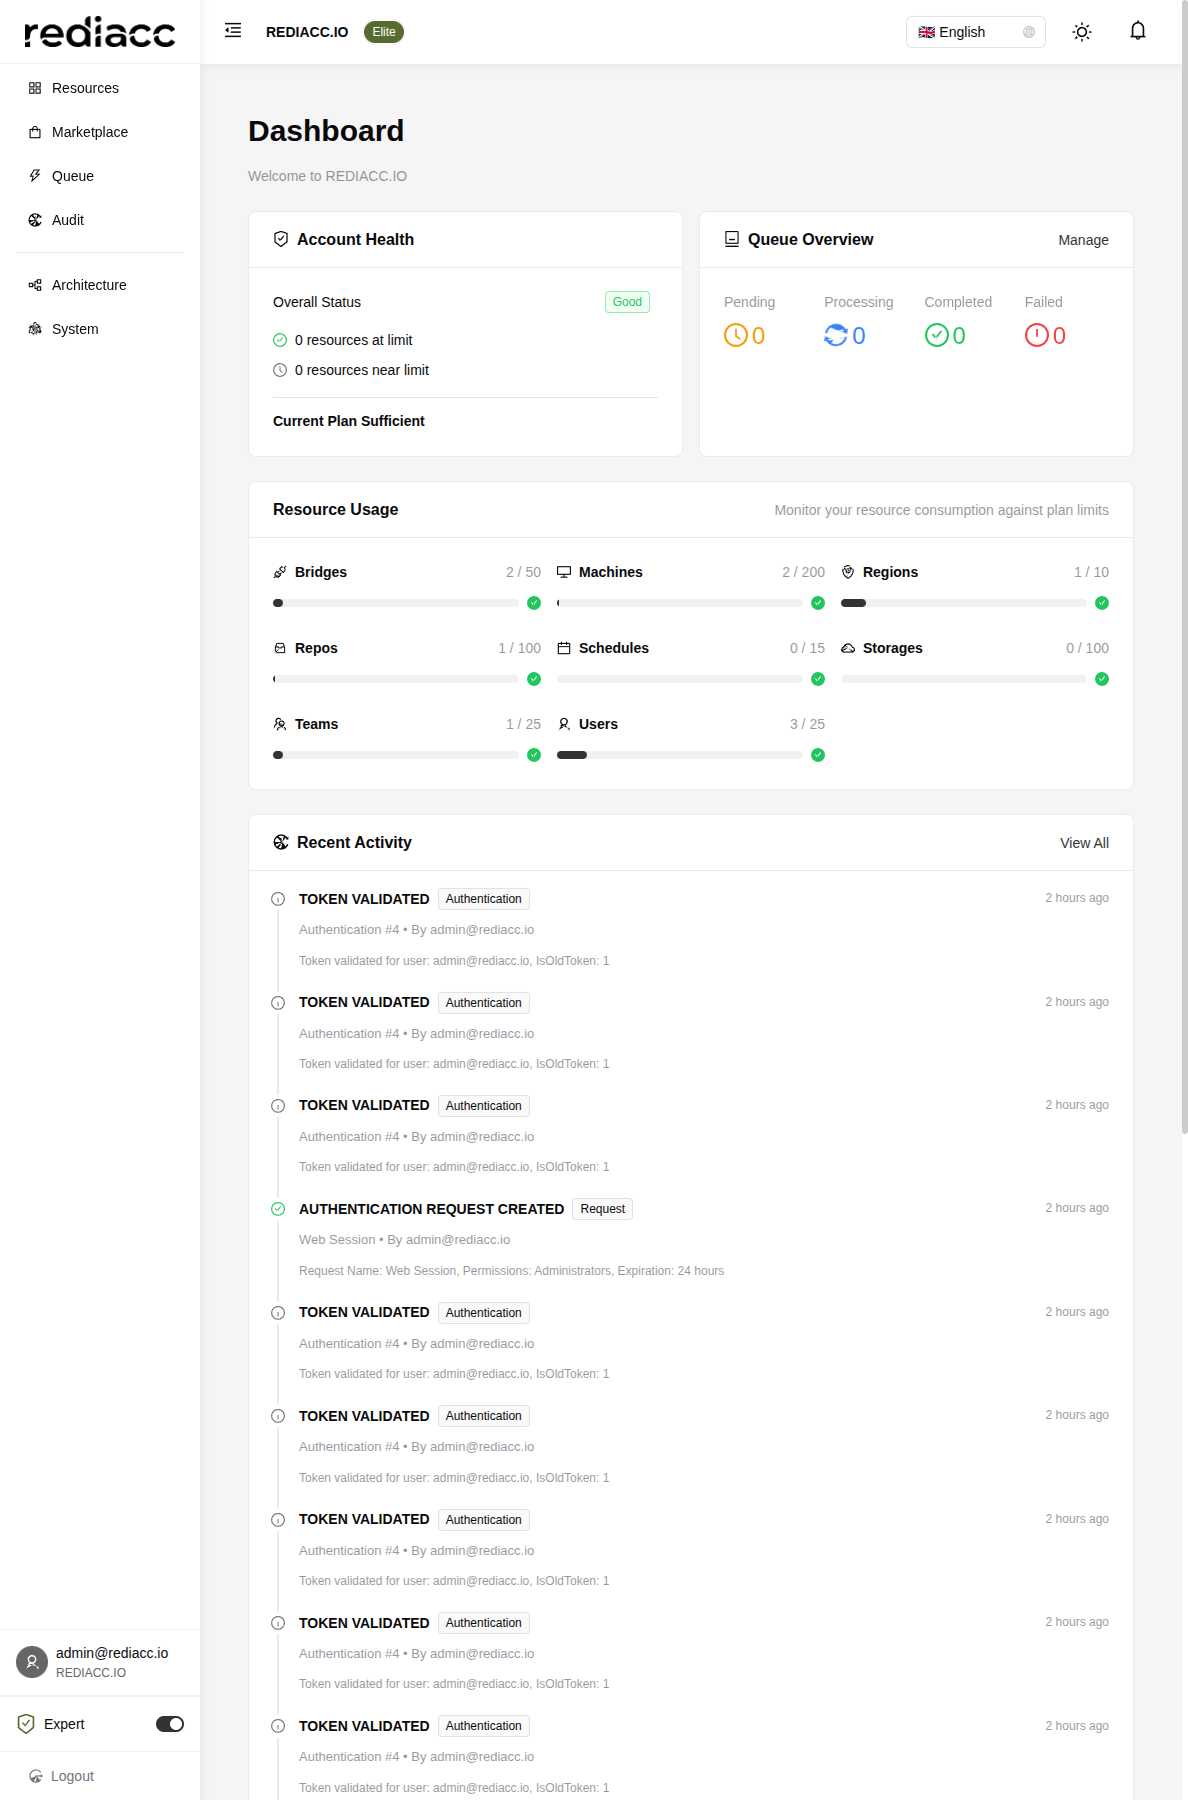 rediacc
REDIACC.IO Elite
English
Resources
Marketplace
Queue
Audit
Architecture
System
Dashboard
Welcome to REDIACC.IO
Account Health
Overall Status Good
0 resources at limit
0 resources near limit
Current Plan Sufficient
Queue Overview Manage
Pending Processing Completed Failed
0 0 0 0
Resource Usage Monitor your resource consumption against plan limits
Bridges 2 / 50 Machines 2 / 200 Regions 1 / 10
Repos 1 / 100 Schedules 0 / 15 Storages 0 / 100
Teams 1 / 25 Users 3 / 25
Recent Activity View All
TOKEN VALIDATED Authentication 2 hours ago
Authentication #4 • By admin@rediacc.io
Token validated for user: admin@rediacc.io, IsOldToken: 1
TOKEN VALIDATED Authentication 2 hours ago
Authentication #4 • By admin@rediacc.io
Token validated for user: admin@rediacc.io, IsOldToken: 1
TOKEN VALIDATED Authentication 2 hours ago
Authentication #4 • By admin@rediacc.io
Token validated for user: admin@rediacc.io, IsOldToken: 1
AUTHENTICATION REQUEST CREATED Request 2 hours ago
Web Session • By admin@rediacc.io
Request Name: Web Session, Permissions: Administrators, Expiration: 24 hours
TOKEN VALIDATED Authentication 2 hours ago
Authentication #4 • By admin@rediacc.io
Token validated for user: admin@rediacc.io, IsOldToken: 1
TOKEN VALIDATED Authentication 2 hours ago
Authentication #4 • By admin@rediacc.io
Token validated for user: admin@rediacc.io, IsOldToken: 1
TOKEN VALIDATED Authentication 2 hours ago
Authentication #4 • By admin@rediacc.io
Token validated for user: admin@rediacc.io, IsOldToken: 1
TOKEN VALIDATED Authentication 2 hours ago
Authentication #4 • By admin@rediacc.io
Token validated for user: admin@rediacc.io, IsOldToken: 1
TOKEN VALIDATED Authentication 2 hours ago
Authentication #4 • By admin@rediacc.io
Token validated for user: admin@rediacc.io, IsOldToken: 1
admin@rediacc.io
REDIACC.IO
Expert
Logout